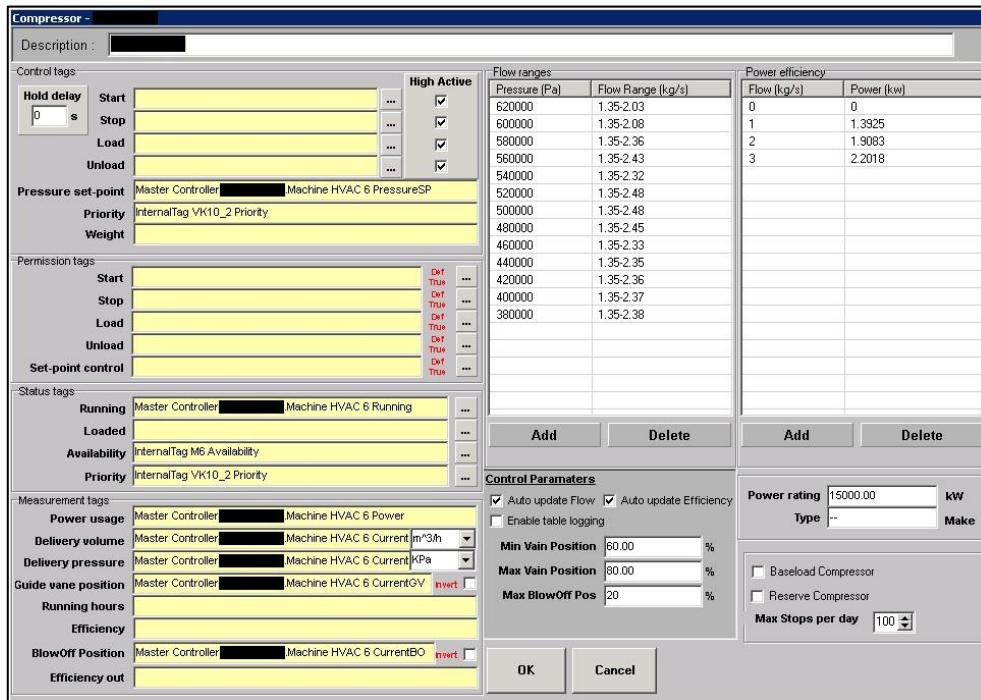 Compressor -
Description :
Control tags
High Active
Hold delay
0 s
Start ...
Stop ...
Load ...
Unload ...
Pressure set-point Master Controller .Machine HVAC 6 PressureSP
Priority InternalTag VK10_2 Priority
Weight
Permission tags
Start Def True ...
Stop Def True ...
Load Def True ...
Unload Def True ...
Set-point control Def True ...
Status tags
Running Master Controller .Machine HVAC 6 Running ...
Loaded ...
Availability InternalTag M6 Availability ...
Priority InternalTag VK10_2 Priority ...
Measurement tags
Power usage Master Controller .Machine HVAC 6 Power
Delivery volume Master Controller .Machine HVAC 6 Current m^3/h
Delivery pressure Master Controller .Machine HVAC 6 Current KPa
Guide vane position Master Controller .Machine HVAC 6 CurrentGV Invert
Running hours
Efficiency
BlowOff Position Master Controller .Machine HVAC 6 CurrentBO Invert
Efficiency out
Flow ranges
Pressure (Pa) Flow Range (kg/s)
620000 1.35-2.03
600000 1.35-2.08
580000 1.35-2.36
560000 1.35-2.43
540000 1.35-2.32
520000 1.35-2.48
500000 1.35-2.48
480000 1.35-2.45
460000 1.35-2.33
440000 1.35-2.35
420000 1.35-2.36
400000 1.35-2.37
380000 1.35-2.38
Add Delete
Power efficiency
Flow (kg/s) Power (kw)
0 0
1 1.3925
2 1.9083
3 2.2018
Add Delete
Control Paramaters
Auto update Flow Auto update Efficiency
Enable table logging
Min Vain Position 60.00 %
Max Vain Position 80.00 %
Max BlowOff Pos 20 %
Power rating 15000.00 kW
Type -- Make
Baseload Compressor
Reserve Compressor
Max Stops per day 100
OK Cancel